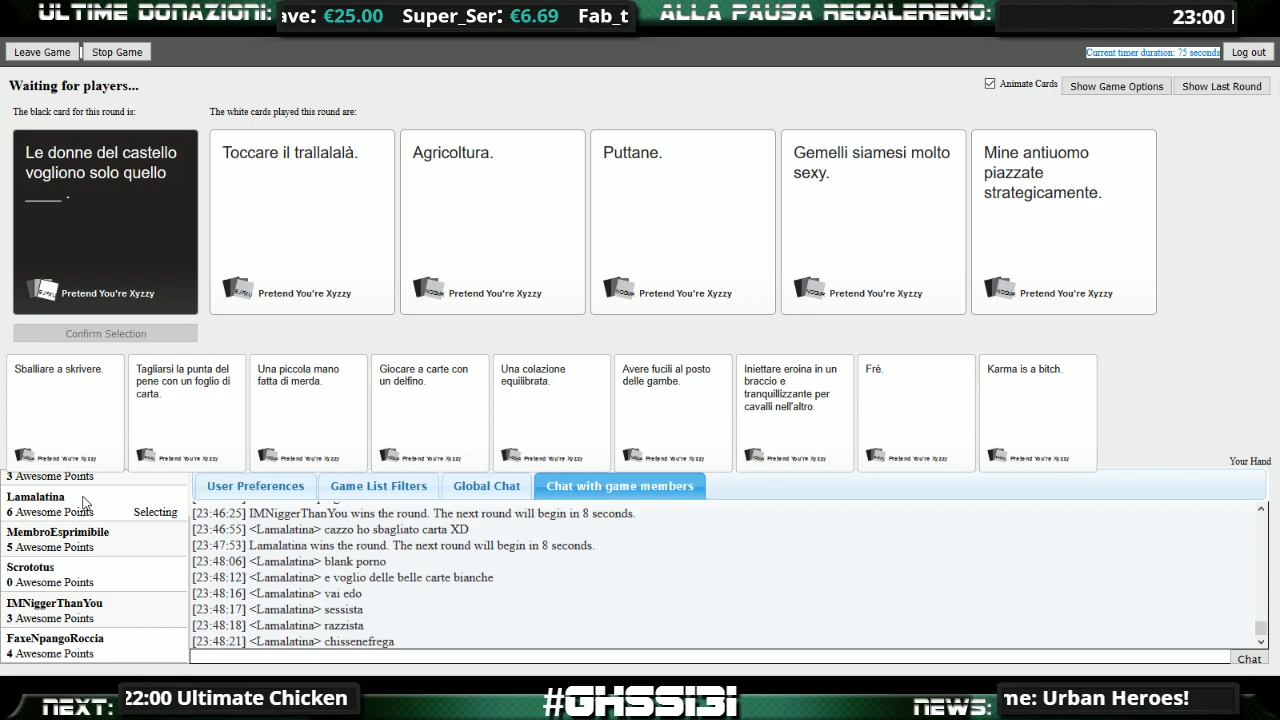 ULTIME DONAZIONI: ave: €25.00 Super_Ser: €6.69 Fab_t ALLA PAUSA REGALEREMO: 23:00
Leave Game Stop Game Current timer duration: 75 seconds Log out
Waiting for players... Animate Cards Show Game Options Show Last Round
The black card for this round is: The white cards played this round are:
Le donne del castello
vogliono solo quello
____ .
Pretend You're Xyzzy
Toccare il trallalalà.
Pretend You're Xyzzy
Agricoltura.
Pretend You're Xyzzy
Puttane.
Pretend You're Xyzzy
Gemelli siamesi molto
sexy.
Pretend You're Xyzzy
Mine antiuomo
piazzate
strategicamente.
Pretend You're Xyzzy
Confirm Selection
Sballiare a skrivere.
Pretend You're Xyzzy
Tagliarsi la punta del
pene con un foglio di
carta.
Pretend You're Xyzzy
Una piccola mano
fatta di merda.
Pretend You're Xyzzy
Giocare a carte con
un delfino.
Pretend You're Xyzzy
Una colazione
equilibrata.
Pretend You're Xyzzy
Avere fucili al posto
delle gambe.
Pretend You're Xyzzy
Iniettare eroina in un
braccio e
tranquillizzante per
cavalli nell'altro.
Pretend You're Xyzzy
Frè.
Pretend You're Xyzzy
Karma is a bitch.
Pretend You're Xyzzy
Your Hand
3 Awesome Points
Lamalatina
6 Awesome Points Selecting
MembroEsprimibile
5 Awesome Points
Scrototus
0 Awesome Points
IMNiggerThanYou
3 Awesome Points
FaxeNpangoRoccia
4 Awesome Points
User Preferences Game List Filters Global Chat Chat with game members
[23:46:25] IMNiggerThanYou wins the round. The next round will begin in 8 seconds.
[23:46:55] <Lamalatina> cazzo ho sbagliato carta XD
[23:47:53] Lamalatina wins the round. The next round will begin in 8 seconds.
[23:48:06] <Lamalatina> blank porno
[23:48:12] <Lamalatina> e voglio delle belle carte bianche
[23:48:16] <Lamalatina> vai edo
[23:48:17] <Lamalatina> sessista
[23:48:18] <Lamalatina> razzista
[23:48:21] <Lamalatina> chissenefrega
Chat
NEXT: 22:00 Ultimate Chicken #GHSSI3I NEWS: me: Urban Heroes!